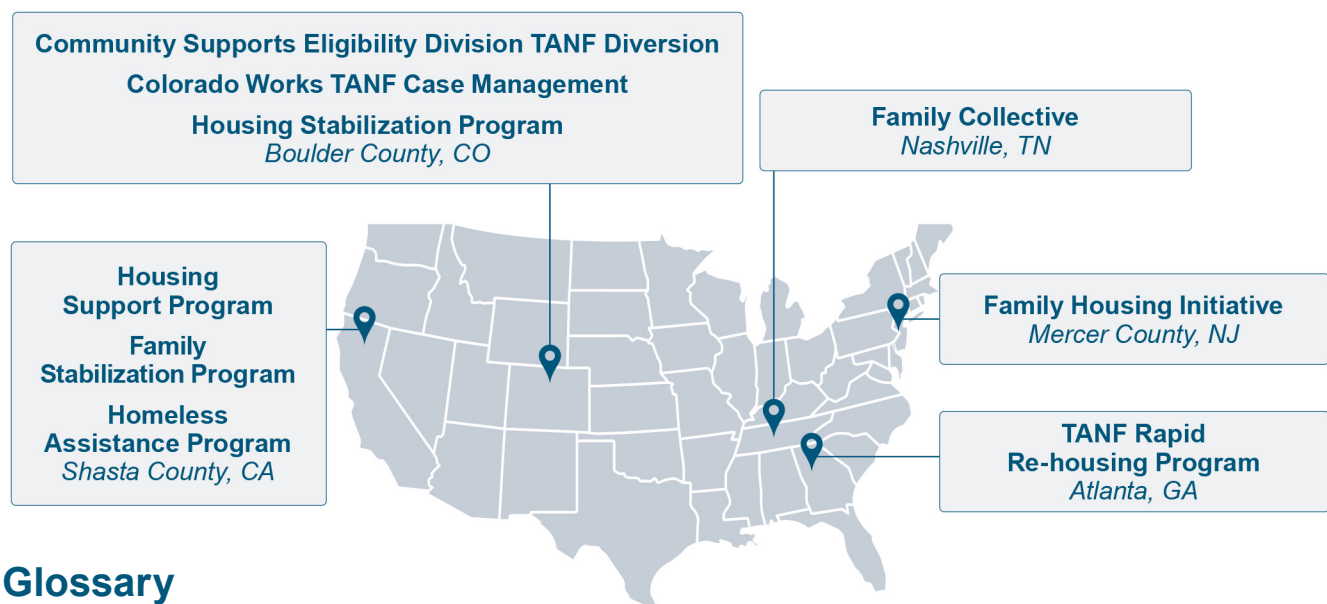 Community Supports Eligibility Division TANF Diversion
Colorado Works TANF Case Management
Housing Stabilization Program
Boulder County, CO
Family Collective
Nashville, TN
Housing
Support Program
Family
Stabilization Program
Homeless
Assistance Program
Shasta County, CA
Family Housing Initiative
Mercer County, NJ
TANF Rapid
Re-housing Program
Atlanta, GA
Glossary